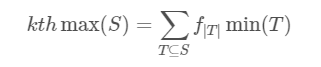 kth max(S) = ∑_{T⊆S} f_{|T|} min(T)